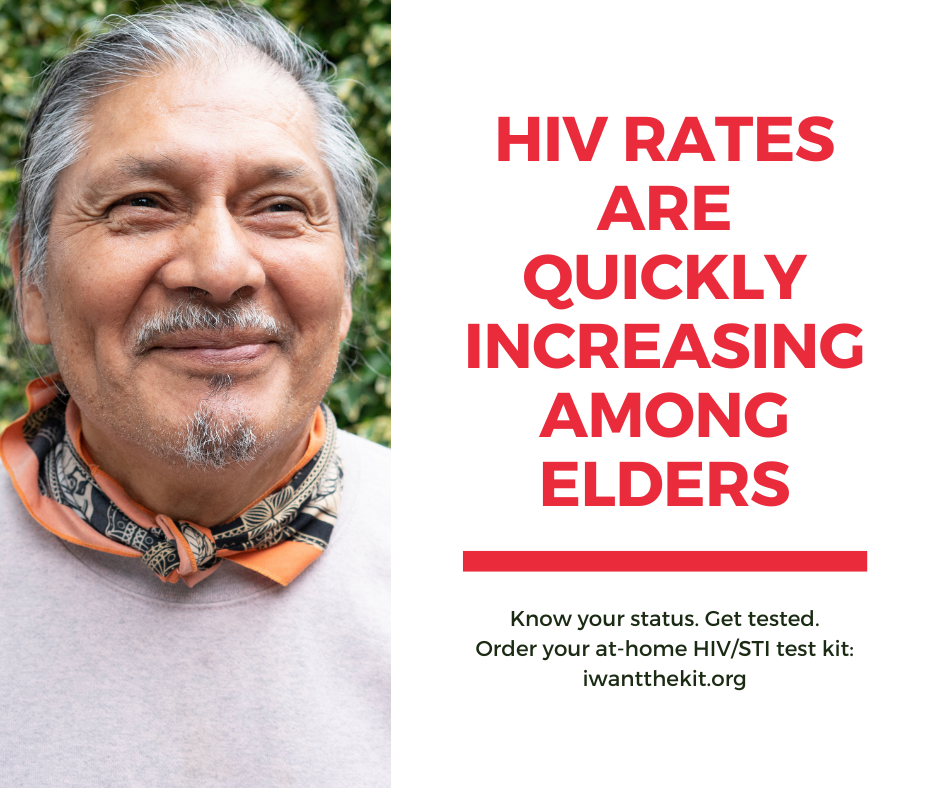 HIV RATES
ARE
QUICKLY
INCREASING
AMONG
ELDERS
Know your status. Get tested.
Order your at-home HIV/STI test kit:
iwantthekit.org